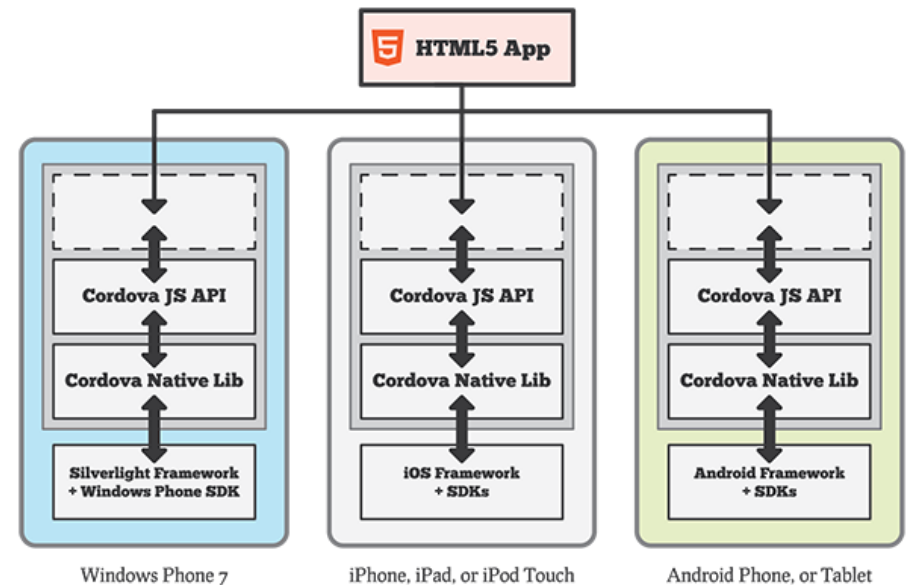 5 HTML5 App
Cordova JS API
Cordova Native Lib
Silverlight Framework
+ Windows Phone SDK
Windows Phone 7
Cordova JS API
Cordova Native Lib
iOS Framework
+ SDKs
iPhone, iPad, or iPod Touch
Cordova JS API
Cordova Native Lib
Android Framework
+ SDKs
Android Phone, or Tablet